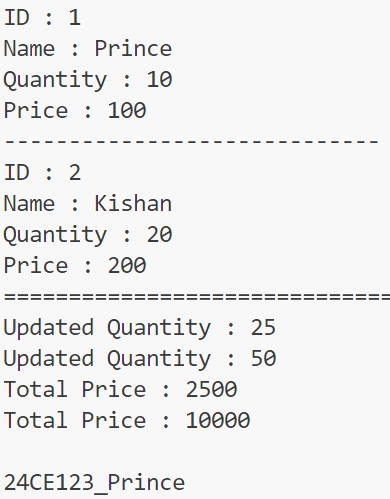 ID : 1
Name : Prince
Quantity : 10
Price : 100
-----------------------------
ID : 2
Name : Kishan
Quantity : 20
Price : 200
==============================
Updated Quantity : 25
Updated Quantity : 50
Total Price : 2500
Total Price : 10000

24CE123_Prince